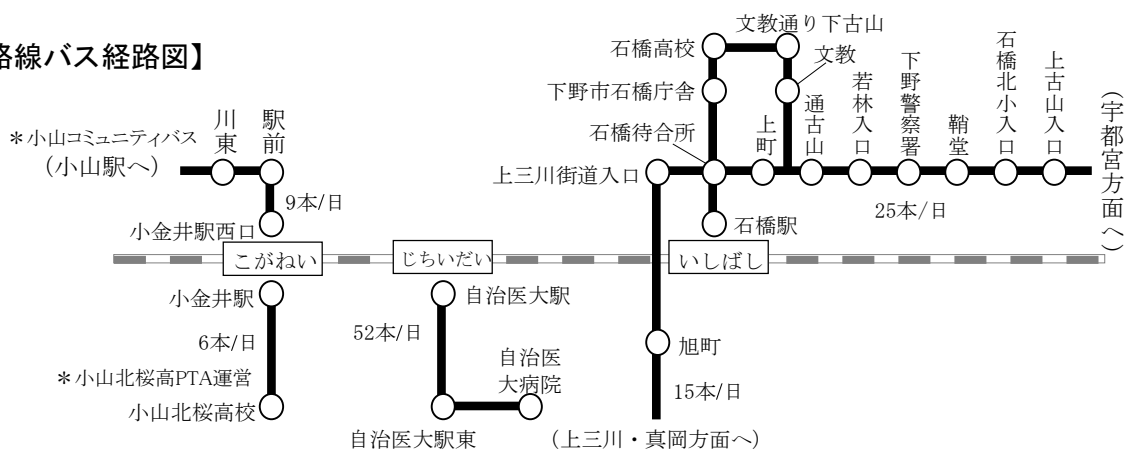 路線バス経路図】
文教通り下古山
石橋高校
文教
下野市石橋庁舎
石橋待合所
上町
通古山
若林入口
下野警察署
鞘堂
石橋北小入口
上古山入口
(宇都宮方面へ)
上三川街道入口
石橋駅
25本/日
川東
駅前
*小山コミュニティバス
(小山駅へ)
9本/日
小金井駅西口
こがねい
じちいだい
いしばし
小金井駅
6本/日
*小山北桜高PTA運営
小山北桜高校
自治医大駅
52本/日
自治医
大病院
自治医大駅東
旭町
15本/日
(上三川・真岡方面へ)